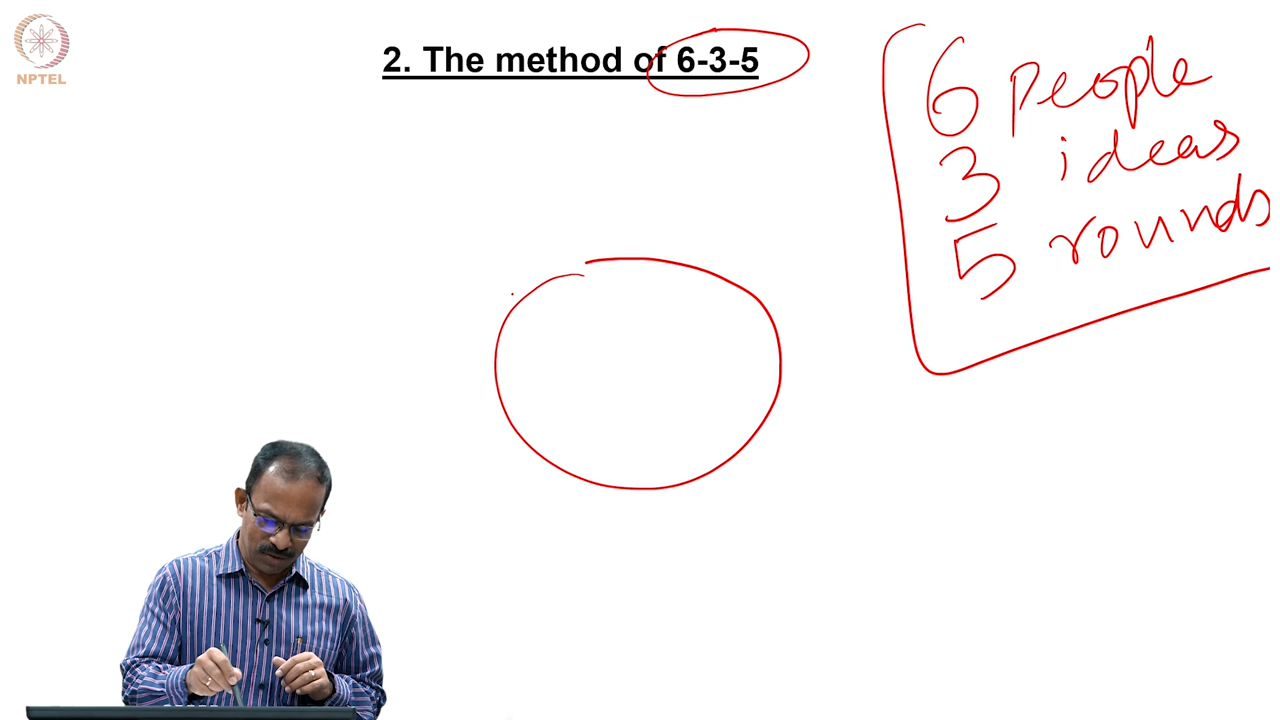 NPTEL
2. The method of 6-3-5
6 people
3 ideas
5 rounds